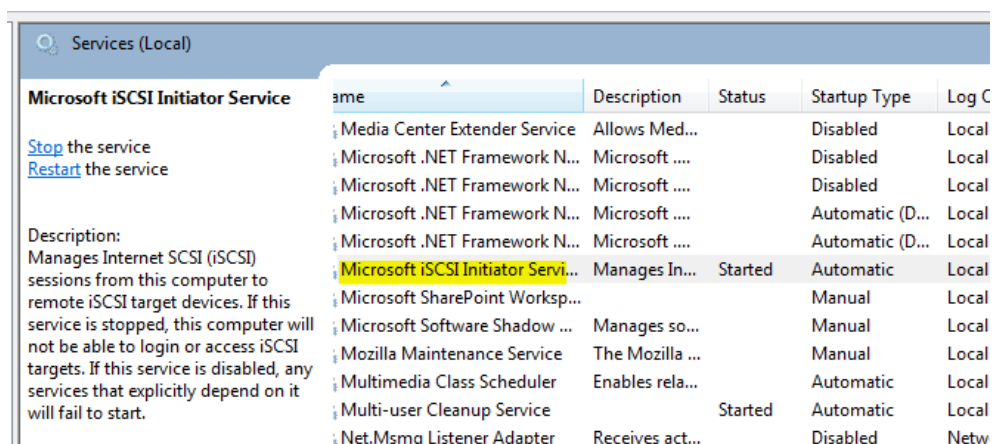 Services (Local)
Microsoft iSCSI Initiator Service
Stop the service
Restart the service
Description:
Manages Internet SCSI (iSCSI)
sessions from this computer to
remote iSCSI target devices. If this
service is stopped, this computer will
not be able to login or access iSCSI
targets. If this service is disabled, any
services that explicitly depend on it
will fail to start.
ame Description Status Startup Type Log O
Media Center Extender Service Allows Med... Disabled Local
Microsoft .NET Framework N... Microsoft .... Disabled Local
Microsoft .NET Framework N... Microsoft .... Disabled Local
Microsoft .NET Framework N... Microsoft .... Automatic (D... Local
Microsoft .NET Framework N... Microsoft .... Automatic (D... Local
Microsoft iSCSI Initiator Servi... Manages In... Started Automatic Local
Microsoft SharePoint Worksp... Manual Local
Microsoft Software Shadow ... Manages so... Manual Local
Mozilla Maintenance Service The Mozilla ... Manual Local
Multimedia Class Scheduler Enables rela... Automatic Local
Multi-user Cleanup Service Started Automatic Local
Net.Msmq Listener Adapter Receives act... Disabled Netw